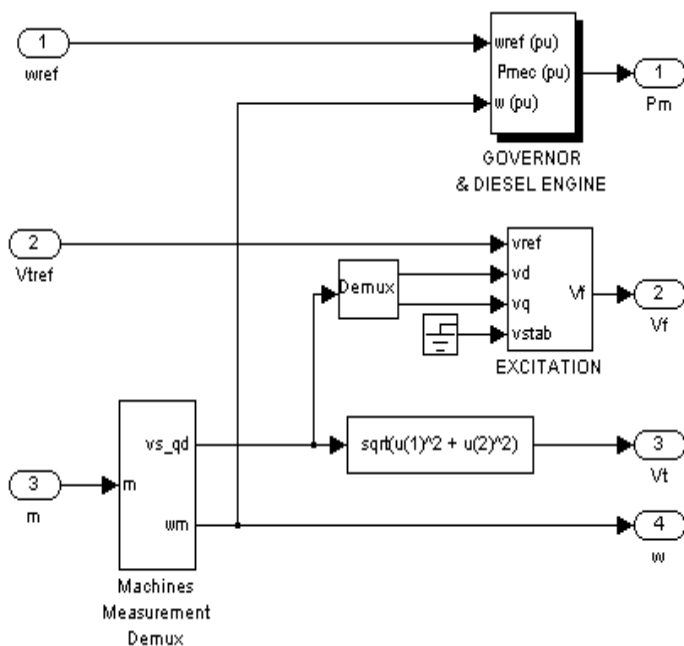 1
wref
wref (pu)
Pmec (pu)
w (pu)
GOVERNOR
& DIESEL ENGINE
1
Pm
2
Vtref
Demux
vref
vd
vq
vstab
Vf
EXCITATION
2
Vf
3
m
m
vs_qd
wm
Machines
Measurement
Demux
sqrt(u(1)^2 + u(2)^2)
3
Vt
4
w